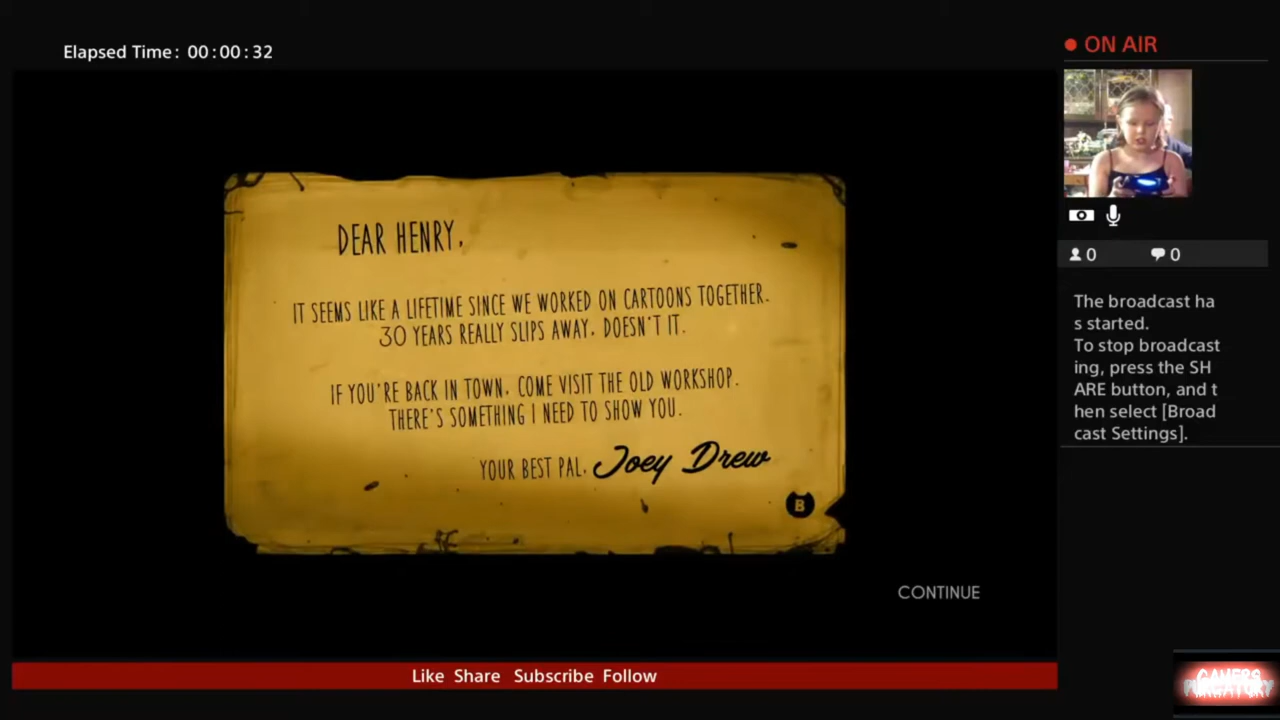 Elapsed Time: 00:00:32
ON AIR
0 0
DEAR HENRY,
IT SEEMS LIKE A LIFETIME SINCE WE WORKED ON CARTOONS TOGETHER.
30 YEARS REALLY SLIPS AWAY, DOESN'T IT.
IF YOU'RE BACK IN TOWN, COME VISIT THE OLD WORKSHOP.
THERE'S SOMETHING I NEED TO SHOW YOU.
YOUR BEST PAL, Joey Drew
B
CONTINUE
The broadcast ha
s started.
To stop broadcast
ing, press the SH
ARE button, and t
hen select [Broad
cast Settings].
Like Share Subscribe Follow
GAMERS
PURGATORY